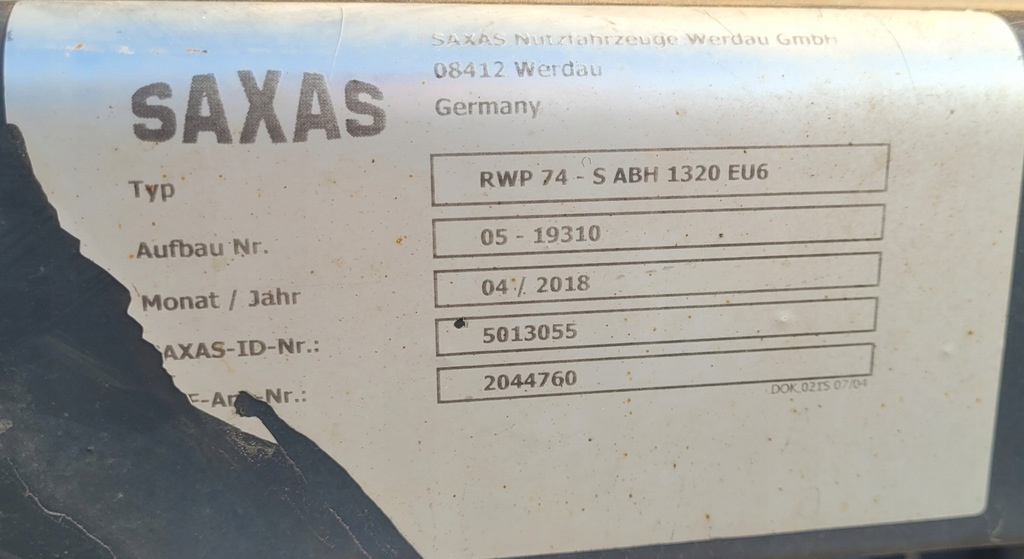 SAXAS
SAXAS Nutzfahrzeuge Werdau GmbH
08412 Werdau
Germany
Typ RWP 74 - S ABH 1320 EU6
Aufbau Nr. 05 - 19310
Monat / Jahr 04 / 2018
AXAS-ID-Nr.: 5013055
-Nr.: 2044760
DOK 021S 07/04